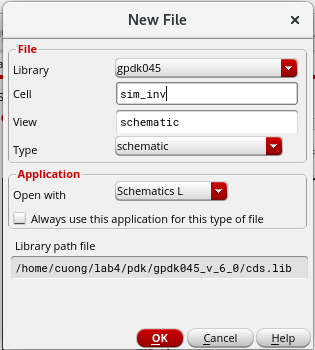 New File
File
Library gpdk045
Cell sim_inv
View schematic
Type schematic
Application
Open with Schematics L
Always use this application for this type of file
Library path file
/home/cuong/lab4/pdk/gpdk045_v_6_0/cds.lib
OK Cancel Help